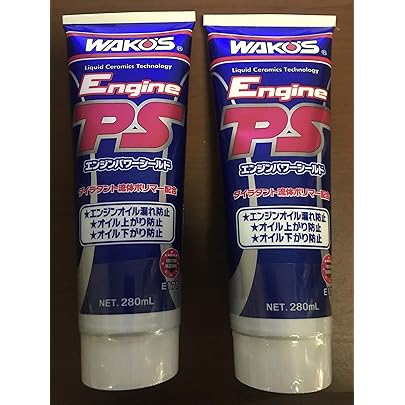 WAKO'S®
Liquid Ceramics Technology
Engine
PS
エンジンパワーシールド
ダイラタント流体ポリマー配合
★エンジンオイル漏れ防止
★オイル上がり防止
★オイル下がり防止
E170
NET. 280mL
WAKO'S®
Liquid Ceramics Technology
Engine
PS
エンジンパワーシールド
ダイラタント流体ポリマー配合
★エンジンオイル漏れ防止
★オイル上がり防止
★オイル下がり防止
NET. 280mL